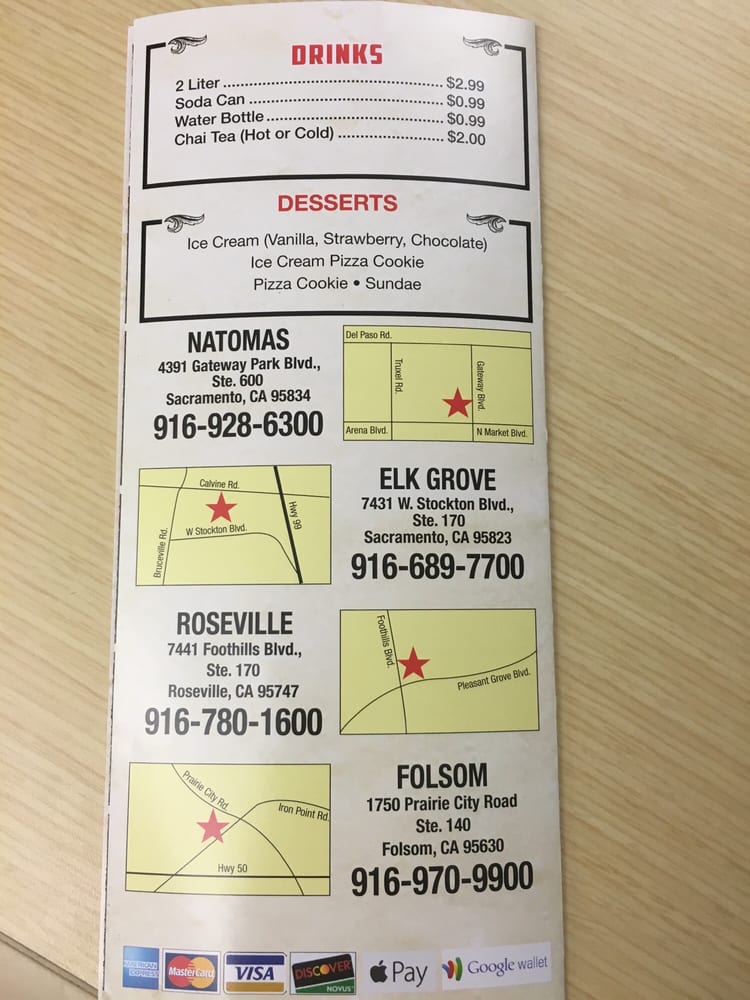 DRINKS
2 Liter ........................................ $2.99
Soda Can ................................... $0.99
Water Bottle ................................ $0.99
Chai Tea (Hot or Cold) ................... $2.00
DESSERTS
Ice Cream (Vanilla, Strawberry, Chocolate)
Ice Cream Pizza Cookie
Pizza Cookie • Sundae
NATOMAS
4391 Gateway Park Blvd.,
Ste. 600
Sacramento, CA 95834
916-928-6300
Del Paso Rd.
Truxel Rd.
Gateway Blvd.
Arena Blvd.
N Market Blvd.
Calvine Rd.
Hwy 99
W Stockton Blvd.
Bruceville Rd.
ELK GROVE
7431 W. Stockton Blvd.,
Ste. 170
Sacramento, CA 95823
916-689-7700
ROSEVILLE
7441 Foothills Blvd.,
Ste. 170
Roseville, CA 95747
916-780-1600
Foothills Blvd.
Pleasant Grove Blvd.
Prairie City Rd.
Iron Point Rd.
Hwy 50
FOLSOM
1750 Prairie City Road
Ste. 140
Folsom, CA 95630
916-970-9900
AMERICAN EXPRESS
MasterCard
VISA
DISCOVER
NOVUS
Pay
Google wallet